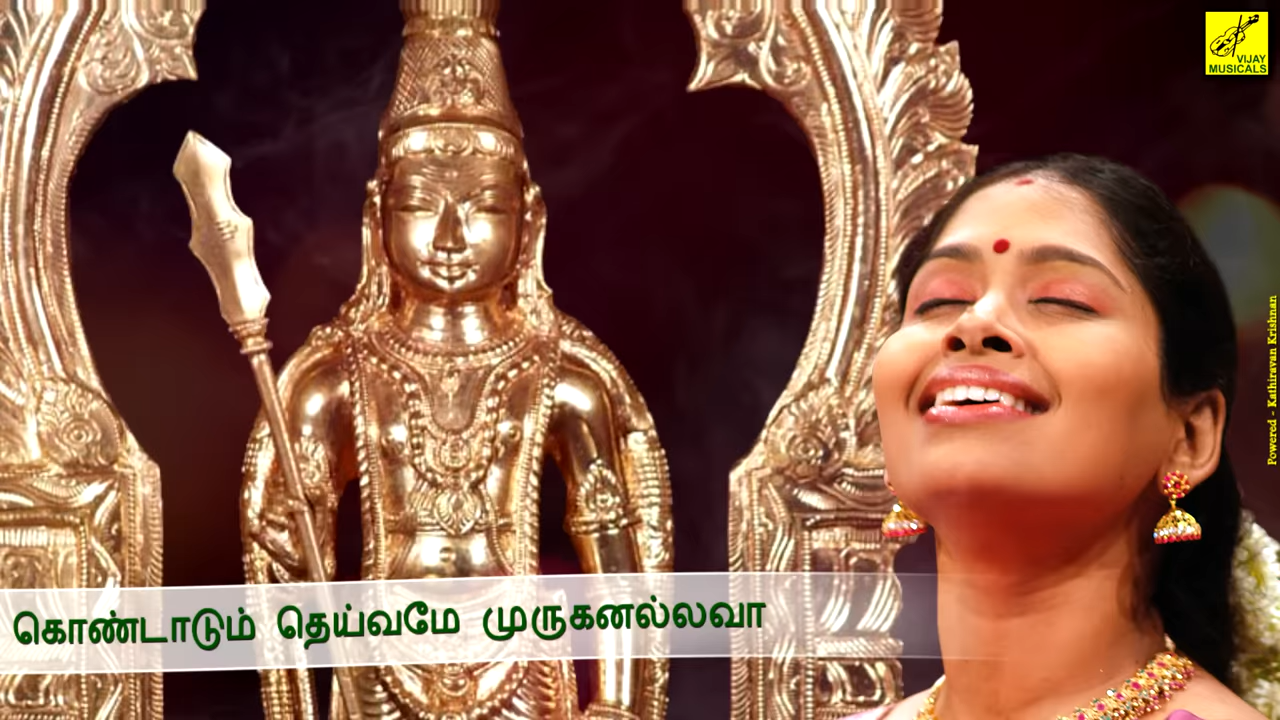 VIJAY
MUSICALS
கொண்டாடும் தெய்வமே முருகனல்லவா
Powered - Kathiravan Krishnan